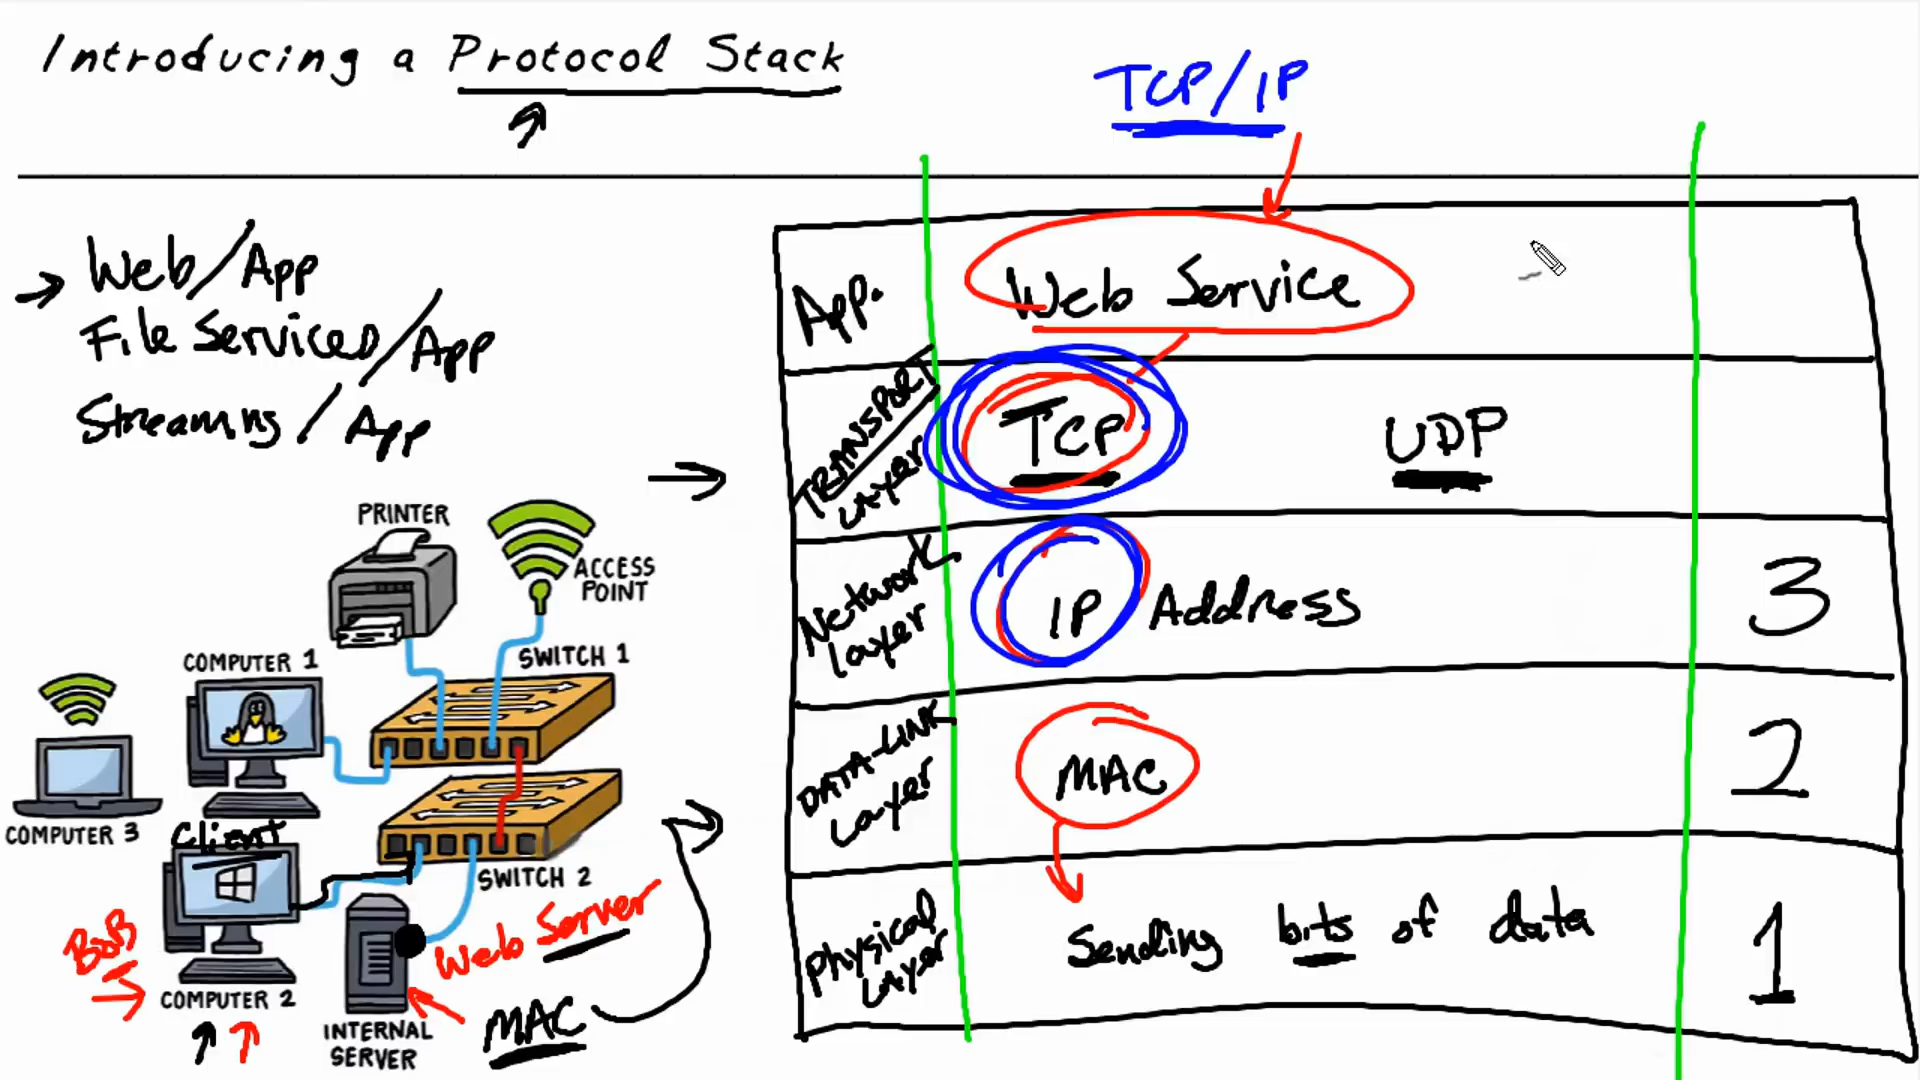 Introducing a Protocol Stack
TCP/IP
Web/App
File Services/App
Streaming/App
PRINTER
ACCESS
POINT
SWITCH 1
COMPUTER 1
COMPUTER 3
Client
SWITCH 2
BOB
Web Server
COMPUTER 2
INTERNAL
SERVER
MAC
App.
Web Service
TRANSPORT
Layer
TCP
UDP
Network
Layer
IP Address
3
DATA-LINK
Layer
MAC
2
Physical
Layer
Sending bits of data
1